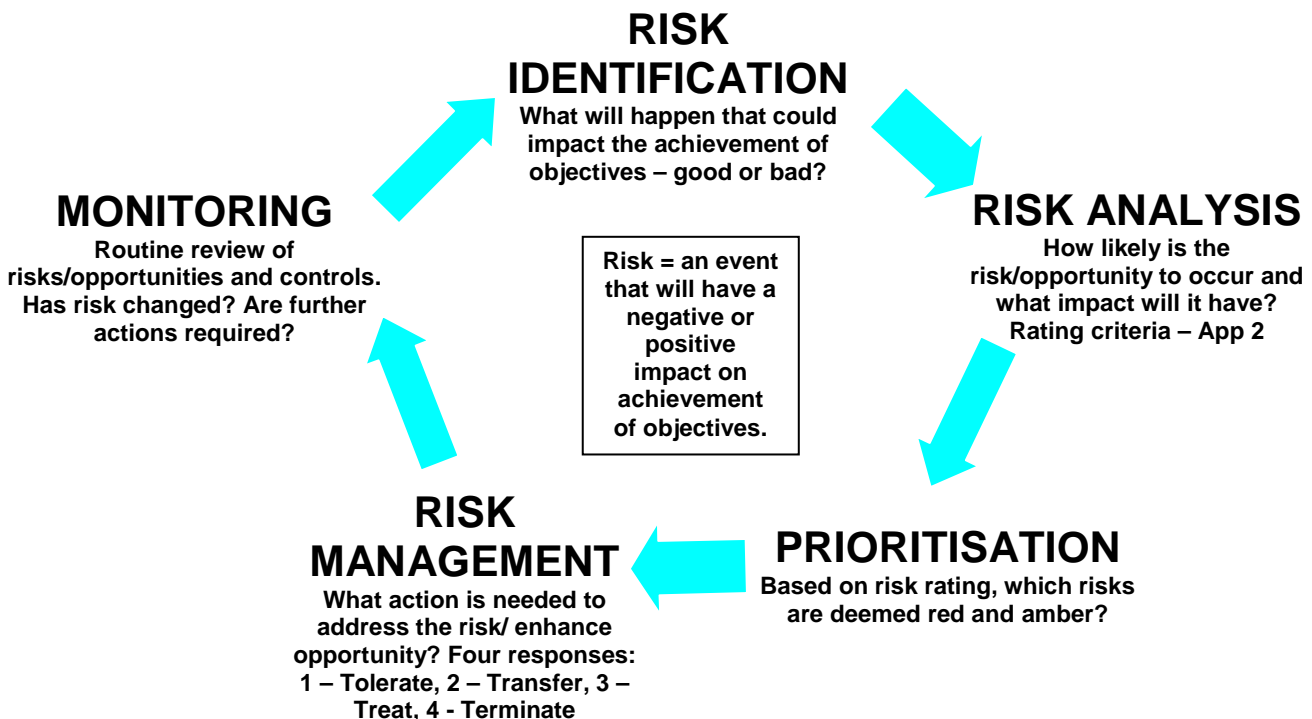 RISK
IDENTIFICATION
What will happen that could
impact the achievement of
objectives – good or bad?
RISK ANALYSIS
How likely is the
risk/opportunity to occur and
what impact will it have?
Rating criteria – App 2
PRIORITISATION
Based on risk rating, which risks
are deemed red and amber?
RISK
MANAGEMENT
What action is needed to
address the risk/ enhance
opportunity? Four responses:
1 – Tolerate, 2 – Transfer, 3 –
Treat, 4 - Terminate
MONITORING
Routine review of
risks/opportunities and controls.
Has risk changed? Are further
actions required?
Risk = an event
that will have a
negative or
positive
impact on
achievement
of objectives.